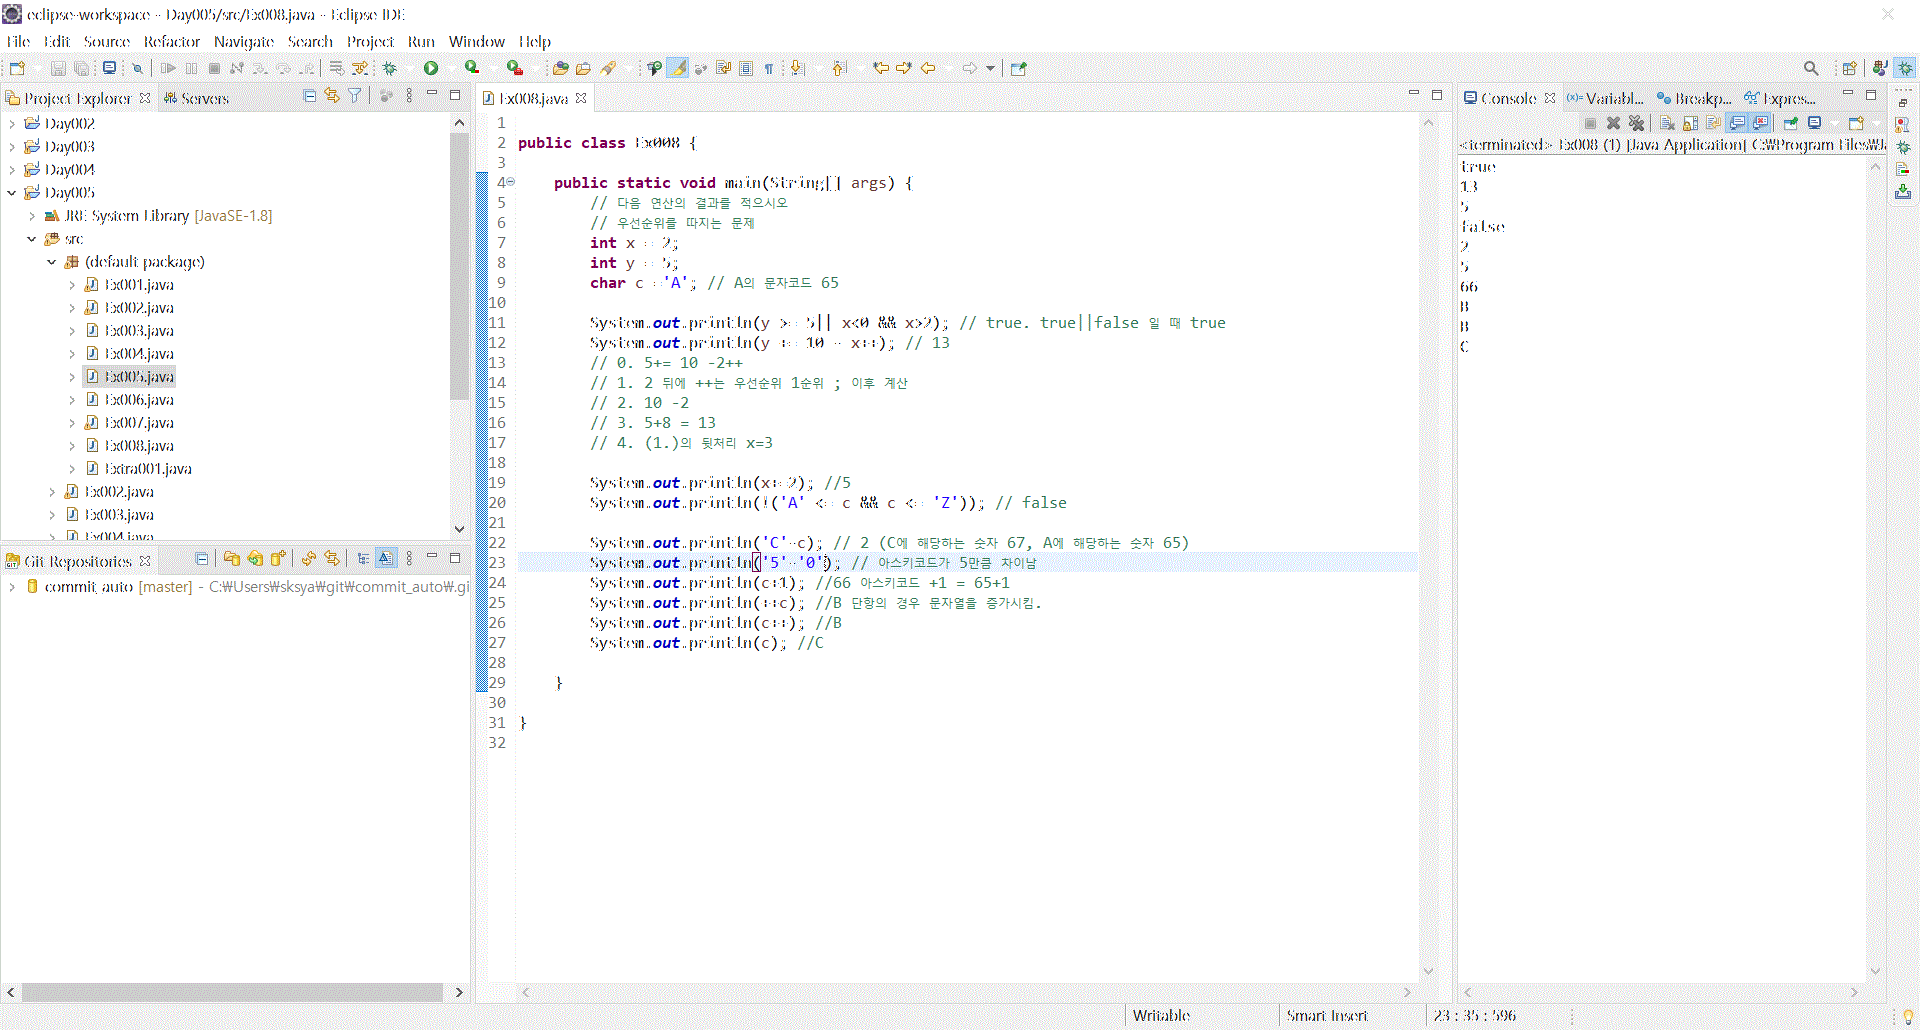 eclipse-workspace - Day005/src/Ex008.java - Eclipse IDE
File Edit Source Refactor Navigate Search Project Run Window Help
Project Explorer Servers
Day002
Day003
Day004
Day005
JRE System Library [JavaSE-1.8]
src
(default package)
Ex001.java
Ex002.java
Ex003.java
Ex004.java
Ex005.java
Ex006.java
Ex007.java
Ex008.java
Extra001.java
Ex002.java
Ex003.java
Ex004.java
Git Repositories
commit_auto [master] - C:\Users\sksya\git\commit_auto\.gi
Ex008.java
1
2 public class Ex008 {
3
4 public static void main(String[] args) {
5 // 다음 연산의 결과를 적으시오
6 // 우선순위를 따지는 문제
7 int x = 2;
8 int y = 5;
9 char c ='A'; // A의 문자코드 65
10
11 System.out.println(y >= 5|| x<0 && x>2); // true. true||false 일 때 true
12 System.out.println(y += 10 - x++); // 13
13 // 0. 5+= 10 -2++
14 // 1. 2 뒤에 ++는 우선순위 1순위 ; 이후 계산
15 // 2. 10 -2
16 // 3. 5+8 = 13
17 // 4. (1.)의 뒷처리 x=3
18
19 System.out.println(x+=2); //5
20 System.out.println(!('A' <= c && c <= 'Z')); // false
21
22 System.out.println('C'-c); // 2 (C에 해당하는 숫자 67, A에 해당하는 숫자 65)
23 System.out.println('5'-'0'); // 아스키코드가 5만큼 차이남
24 System.out.println(c+1); //66 아스키코드 +1 = 65+1
25 System.out.println(++c); //B 단항의 경우 문자열을 증가시킴.
26 System.out.println(c++); //B
27 System.out.println(c); //C
28
29 }
30
31 }
32
Console Variabl... Breakp... Expres...
<terminated> Ex008 (1) [Java Application] C:\Program Files\Ja
true
13
5
false
2
5
66
B
B
C
Writable Smart Insert 23 : 35 : 596